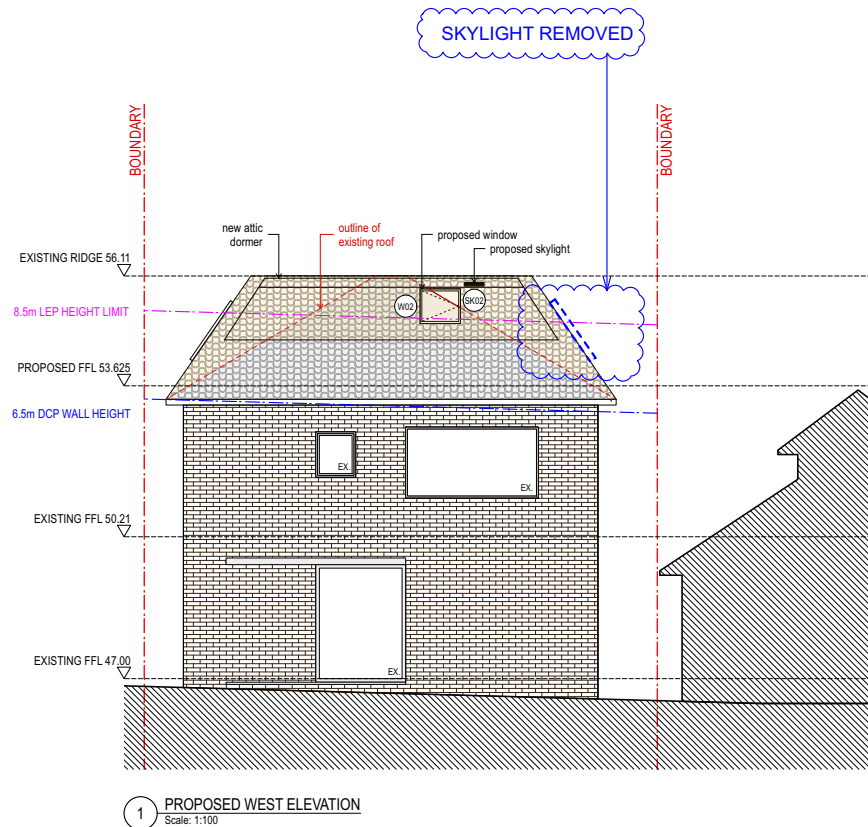 SKYLIGHT REMOVED
BOUNDARY
BOUNDARY
new attic
dormer
outline of
existing roof
proposed window
proposed skylight
EXISTING RIDGE 56.11
W02
SK02
8.5m LEP HEIGHT LIMIT
PROPOSED FFL 53.625
6.5m DCP WALL HEIGHT
EX.
EX.
EXISTING FFL 50.21
EXISTING FFL 47.00
EX.
1
PROPOSED WEST ELEVATION
Scale: 1:100